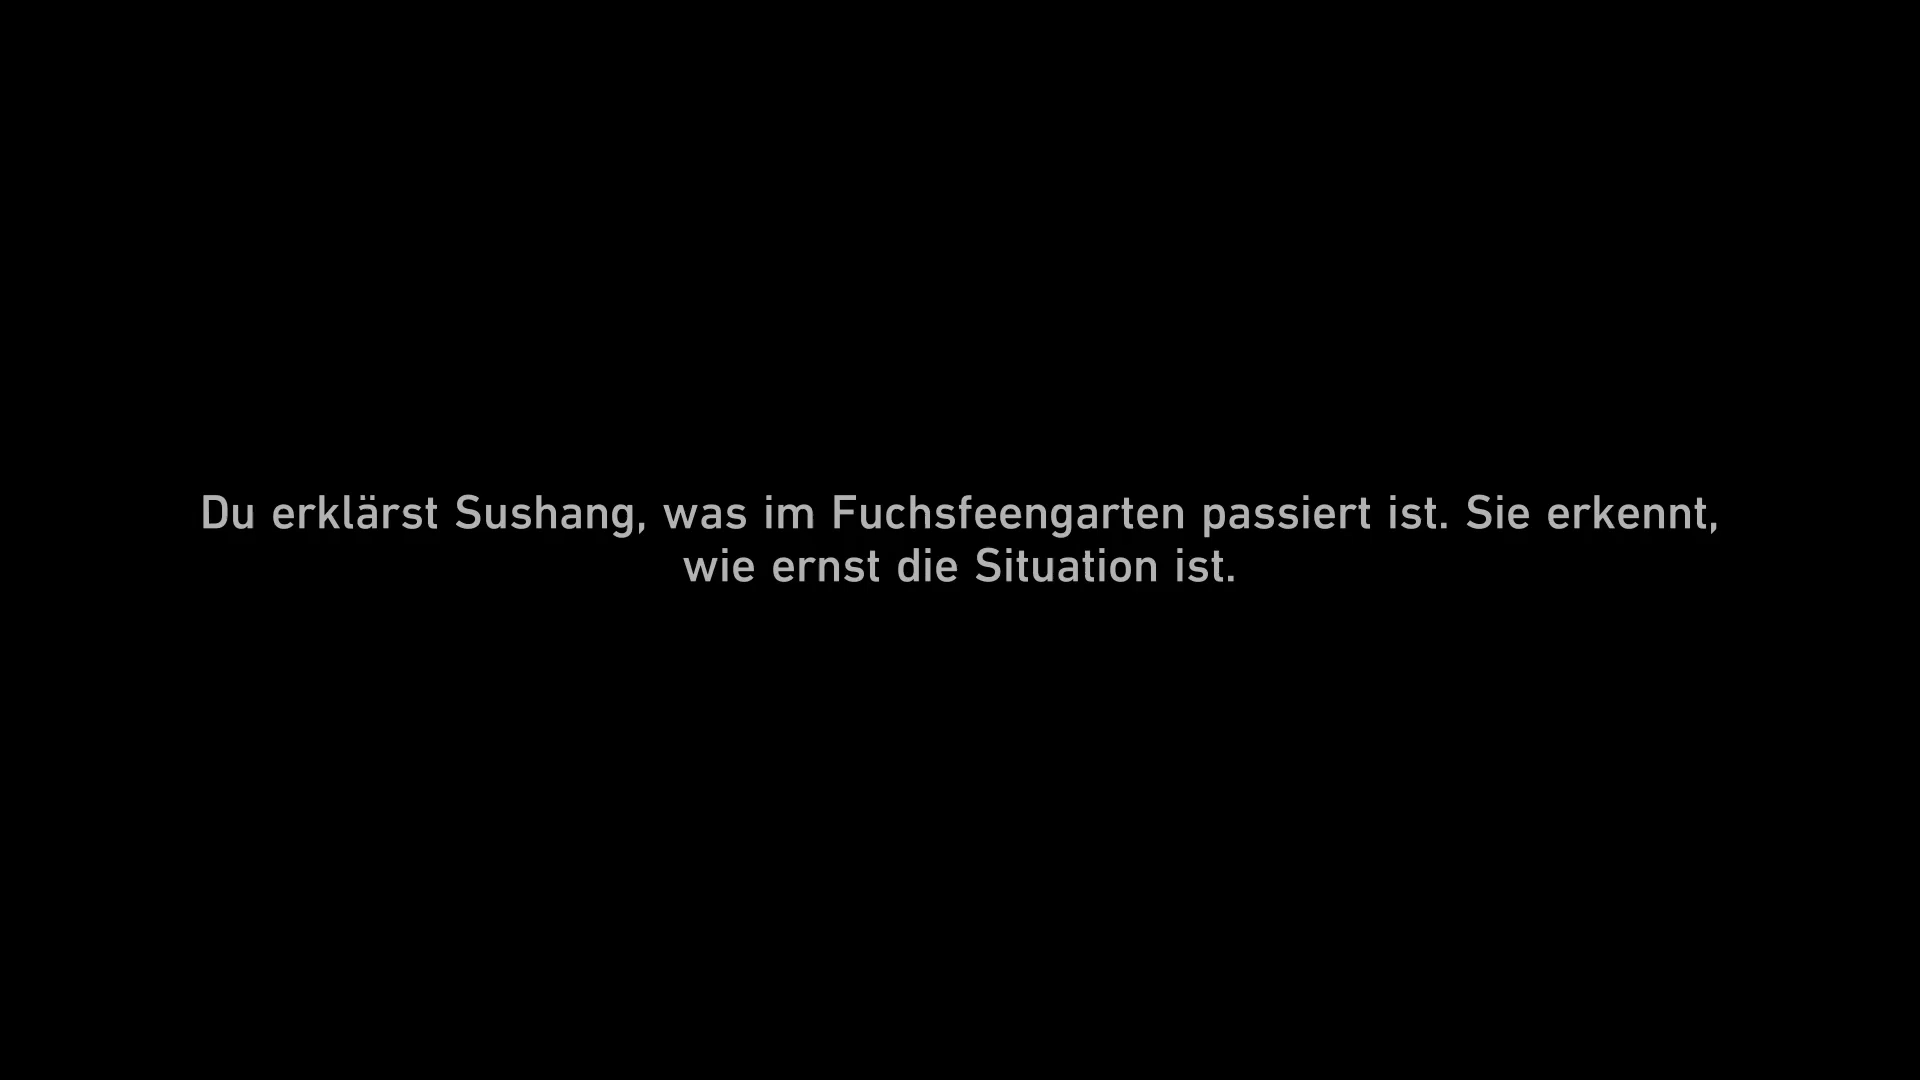 Du erklärst Sushang, was im Fuchsfeengarten passiert ist. Sie erkennt,
wie ernst die Situation ist.